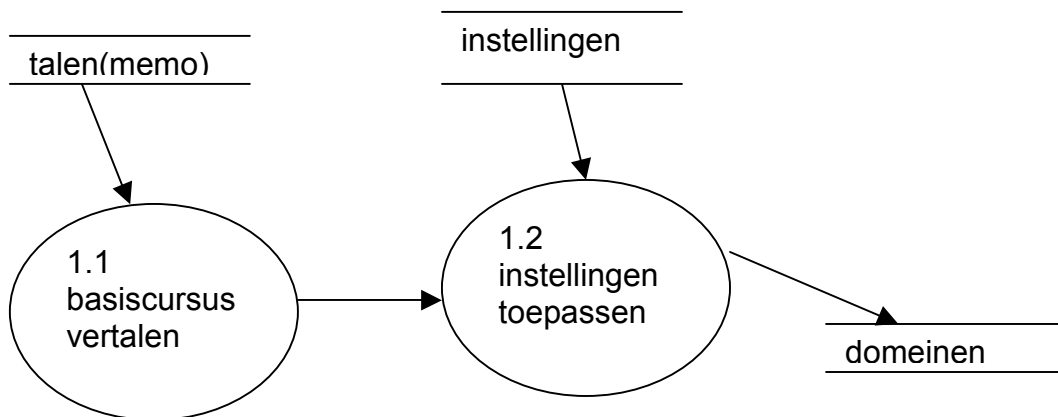 talen(memo)
instellingen
1.1
basiscursus
vertalen
1.2
instellingen
toepassen
domeinen